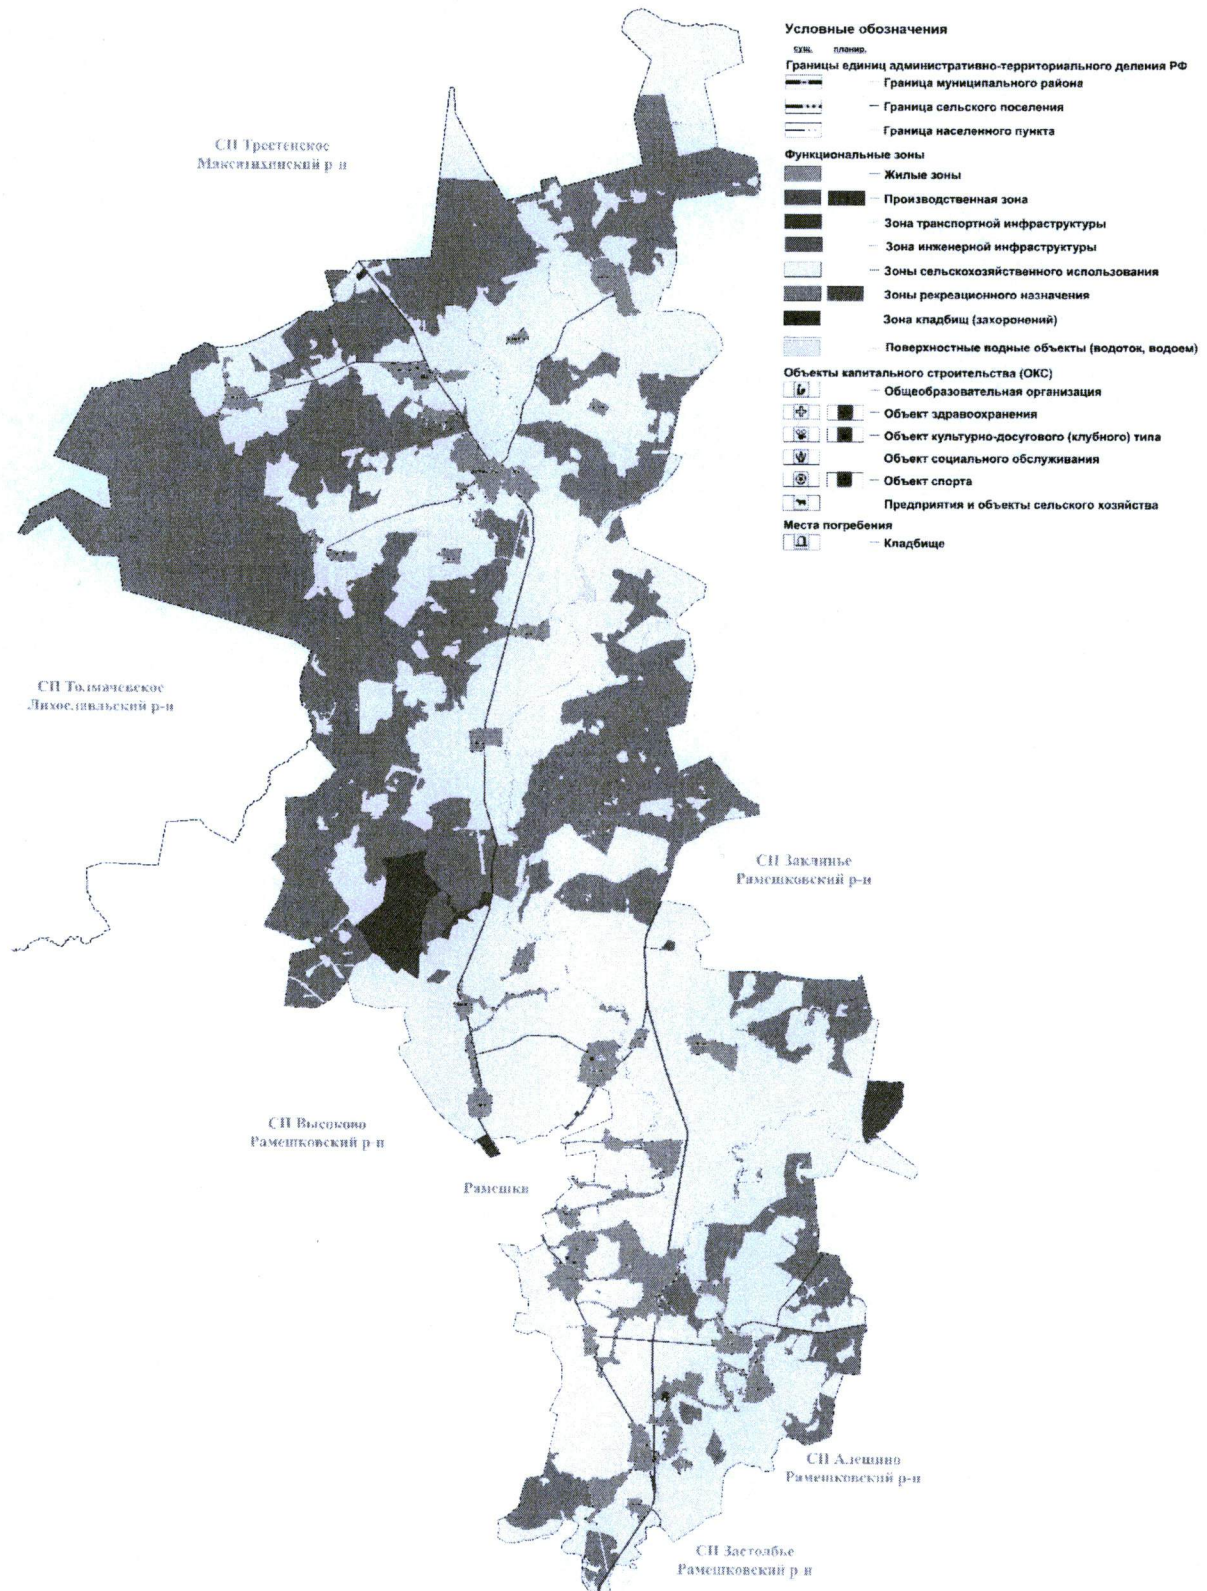 Условные обозначения
сущ. планир.
Границы единиц административно-территориального деления РФ
Граница муниципального района
Граница сельского поселения
Граница населенного пункта
Функциональные зоны
Жилые зоны
Производственная зона
Зона транспортной инфраструктуры
Зона инженерной инфраструктуры
Зоны сельскохозяйственного использования
Зоны рекреационного назначения
Зона кладбищ (захоронений)
Поверхностные водные объекты (водоток, водоем)
Объекты капитального строительства (ОКС)
Общеобразовательная организация
Объект здравоохранения
Объект культурно-досугового (клубного) типа
Объект социального обслуживания
Объект спорта
Предприятия и объекты сельского хозяйства
Места погребения
Кладбище
СП Трестенское
Максатихинский р-н
СП Толмачевское
Лихославльский р-н
СП Заклинье
Рамешковский р-н
СП Высоково
Рамешковский р-н
Рамешки
СП Алешино
Рамешковский р-н
СП Застолбье
Рамешковский р-н